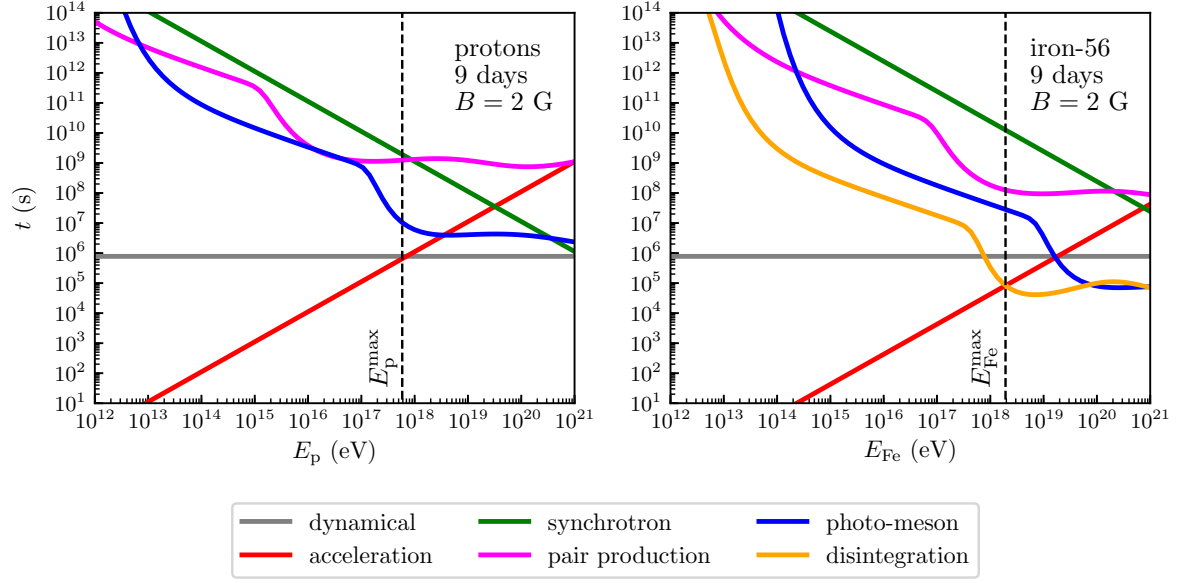 protons
9 days
B = 2 G
iron-56
9 days
B = 2 G
t (s)
10^14
10^13
10^12
10^11
10^10
10^9
10^8
10^7
10^6
10^5
10^4
10^3
10^2
10^1
E_p^max
10^12 10^13 10^14 10^15 10^16 10^17 10^18 10^19 10^20 10^21
E_p (eV)
10^14
10^13
10^12
10^11
10^10
10^9
10^8
10^7
10^6
10^5
10^4
10^3
10^2
10^1
E_Fe^max
10^12 10^13 10^14 10^15 10^16 10^17 10^18 10^19 10^20 10^21
E_Fe (eV)
dynamical synchrotron photo-meson
acceleration pair production disintegration